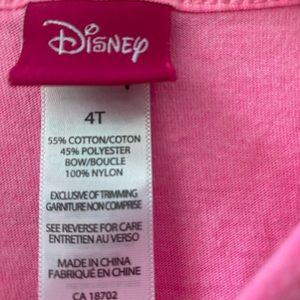 Disney
4T
55% COTTON/COTON
45% POLYESTER
BOW/BOUCLE
100% NYLON
EXCLUSIVE OF TRIMMING
GARNITURE NON COMPRISE
SEE REVERSE FOR CARE
ENTRETIEN AU VERSO
MADE IN CHINA
FABRIQUÉ EN CHINE
CA 18702